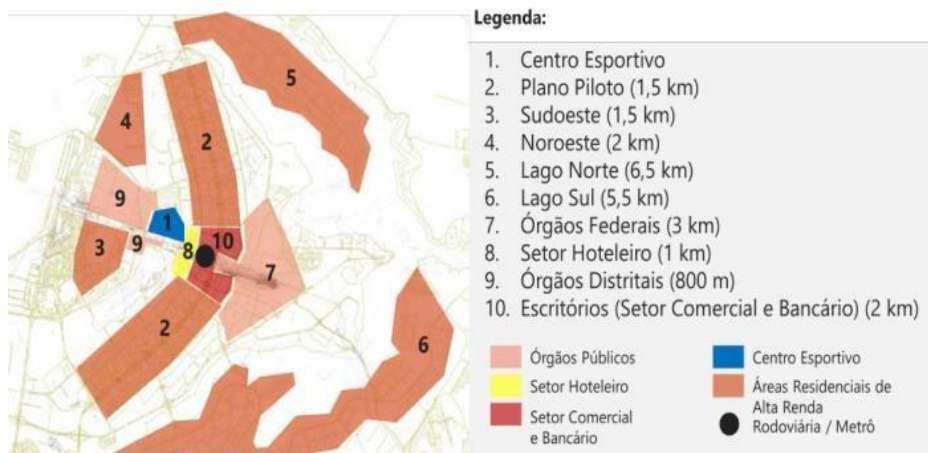 Legenda:
1. Centro Esportivo
2. Plano Piloto (1,5 km)
3. Sudoeste (1,5 km)
4. Noroeste (2 km)
5. Lago Norte (6,5 km)
6. Lago Sul (5,5 km)
7. Órgãos Federais (3 km)
8. Setor Hoteleiro (1 km)
9. Órgãos Distritais (800 m)
10. Escritórios (Setor Comercial e Bancário) (2 km)
Órgãos Públicos
Setor Hoteleiro
Setor Comercial
e Bancário
Centro Esportivo
Áreas Residenciais de
Alta Renda
Rodoviária / Metrô
5
4
2
9
1
3
9
8
10
7
2
6